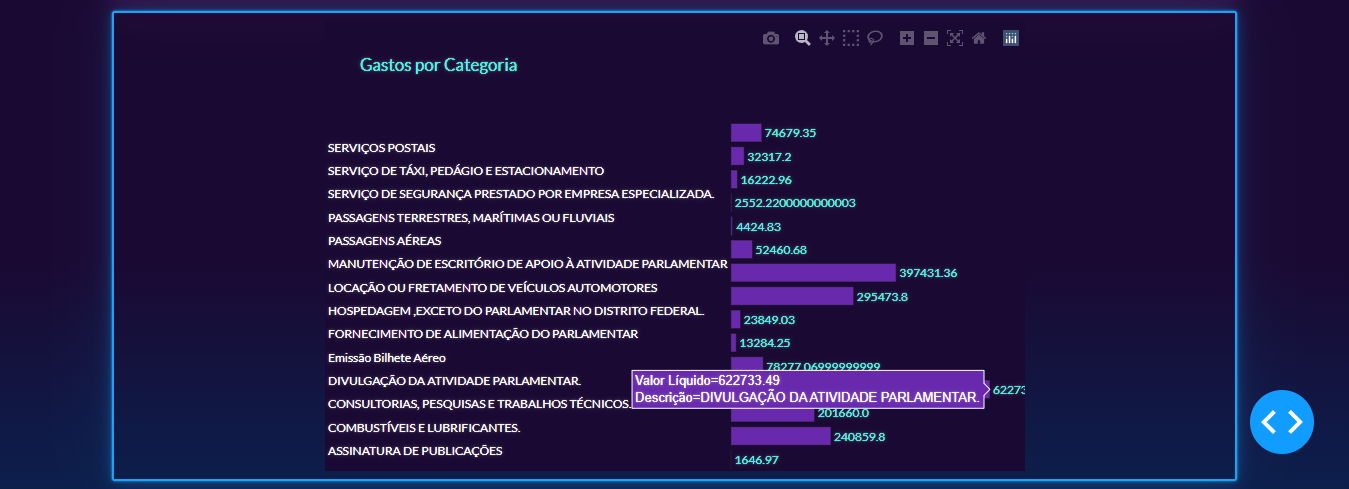 Gastos por Categoria
74679.35
SERVIÇOS POSTAIS
32317.2
SERVIÇO DE TÁXI, PEDÁGIO E ESTACIONAMENTO
16222.96
SERVIÇO DE SEGURANÇA PRESTADO POR EMPRESA ESPECIALIZADA.
2552.2200000000003
PASSAGENS TERRESTRES, MARÍTIMAS OU FLUVIAIS
4424.83
PASSAGENS AÉREAS
52460.68
MANUTENÇÃO DE ESCRITÓRIO DE APOIO À ATIVIDADE PARLAMENTAR
397431.36
LOCAÇÃO OU FRETAMENTO DE VEÍCULOS AUTOMOTORES
295473.8
HOSPEDAGEM ,EXCETO DO PARLAMENTAR NO DISTRITO FEDERAL.
23849.03
FORNECIMENTO DE ALIMENTAÇÃO DO PARLAMENTAR
13284.25
Emissão Bilhete Aéreo
78277.06999999999
DIVULGAÇÃO DA ATIVIDADE PARLAMENTAR.
Valor Líquido=622733.49
Descrição=DIVULGAÇÃO DA ATIVIDADE PARLAMENTAR.
6227
CONSULTORIAS, PESQUISAS E TRABALHOS TÉCNICOS.
201660.0
COMBUSTÍVEIS E LUBRIFICANTES.
240859.8
ASSINATURA DE PUBLICAÇÕES
1646.97